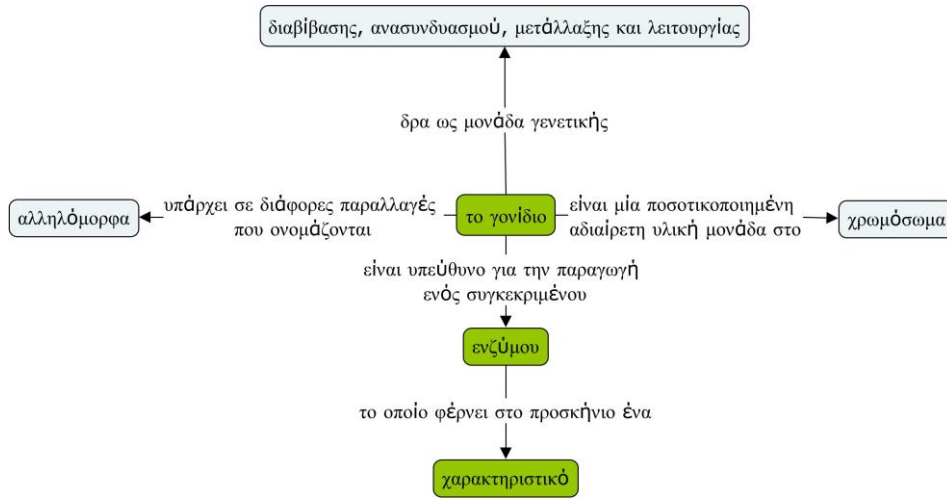 διαβίβασης, ανασυνδυασμού, μετάλλαξης και λειτουργίας
δρα ως μονάδα γενετικής
αλληλόμορφα
υπάρχει σε διάφορες παραλλαγές
που ονομάζονται
το γονίδιο
είναι μία ποσοτικοποιημένη
αδιαίρετη υλική μονάδα στο
χρωμόσωμα
είναι υπεύθυνο για την παραγωγή
ενός συγκεκριμένου
ενζύμου
το οποίο φέρνει στο προσκήνιο ένα
χαρακτηριστικό